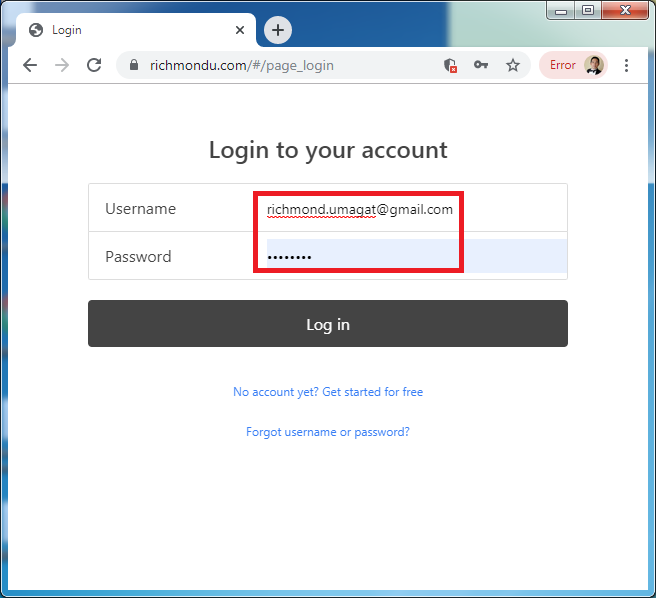 Login
richmondu.com/#/page_login
Error
Login to your account
Username
richmond.umagat@gmail.com
Password
••••••••
Log in
No account yet? Get started for free
Forgot username or password?